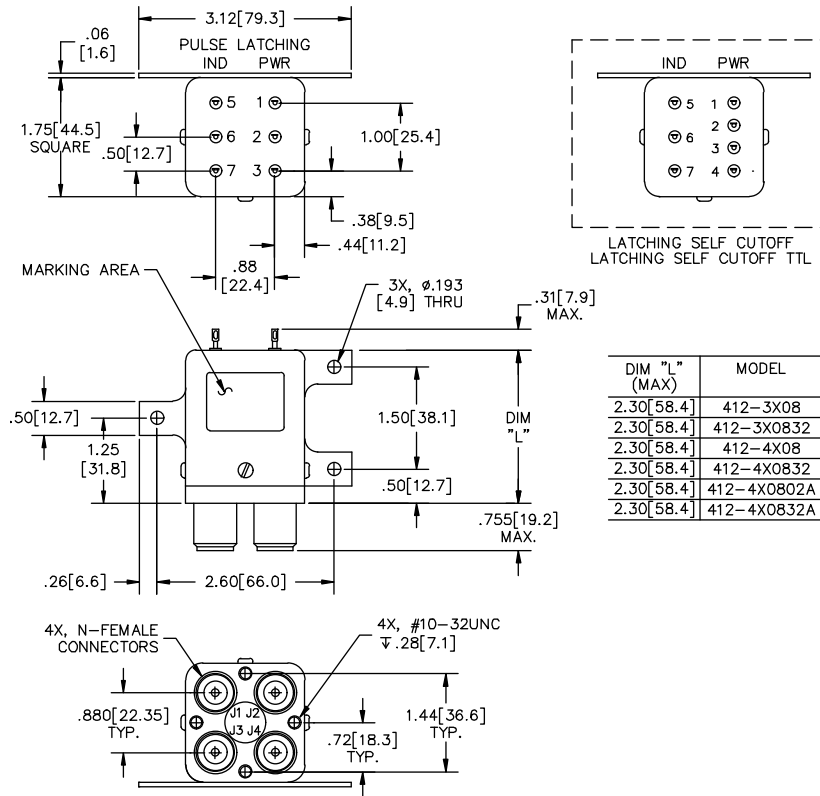 3.12[79.3]
.06
[1.6]
PULSE LATCHING
IND PWR
5 1
6 2
7 3
1.75[44.5]
SQUARE
.50[12.7]
1.00[25.4]
.38[9.5]
.44[11.2]
.88
[22.4]
IND PWR
5 1
2
6
3
7 4
LATCHING SELF CUTOFF
LATCHING SELF CUTOFF TTL
MARKING AREA
3X, ø.193
[4.9] THRU
.31[7.9]
MAX.
.50[12.7]
1.25
[31.8]
1.50[38.1]
DIM
"L"
.50[12.7]
.755[19.2]
MAX.
.26[6.6]
2.60[66.0]
DIM "L"
(MAX) MODEL
2.30[58.4] 412-3X08
2.30[58.4] 412-3X0832
2.30[58.4] 412-4X08
2.30[58.4] 412-4X0832
2.30[58.4] 412-4X0802A
2.30[58.4] 412-4X0832A
4X, N-FEMALE
CONNECTORS
4X, #10-32UNC
↧.28[7.1]
J1 J2
J3 J4
.880[22.35]
TYP.
1.44[36.6]
TYP.
.72[18.3]
TYP.